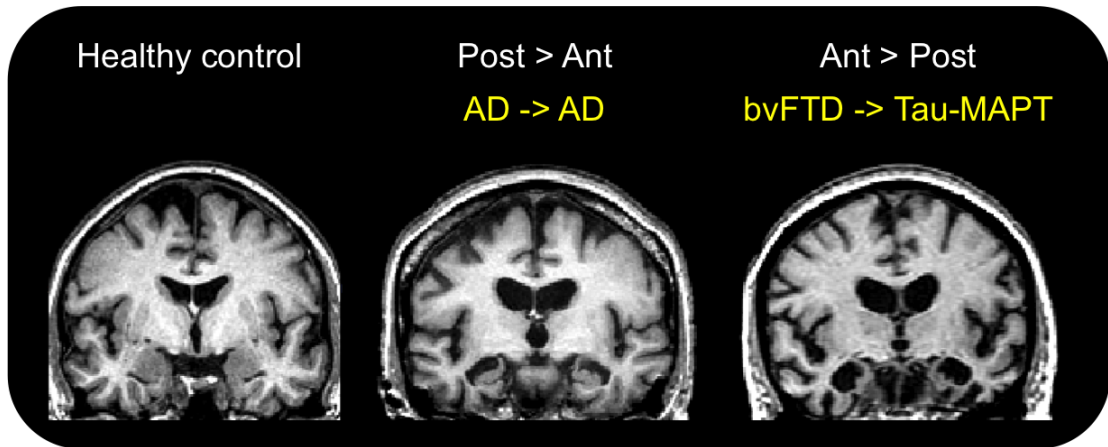 Healthy control
Post > Ant
AD -> AD
Ant > Post
bvFTD -> Tau-MAPT